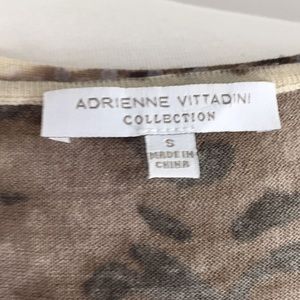 ADRIENNE VITTADINI
COLLECTION
S
MADE IN
CHINA